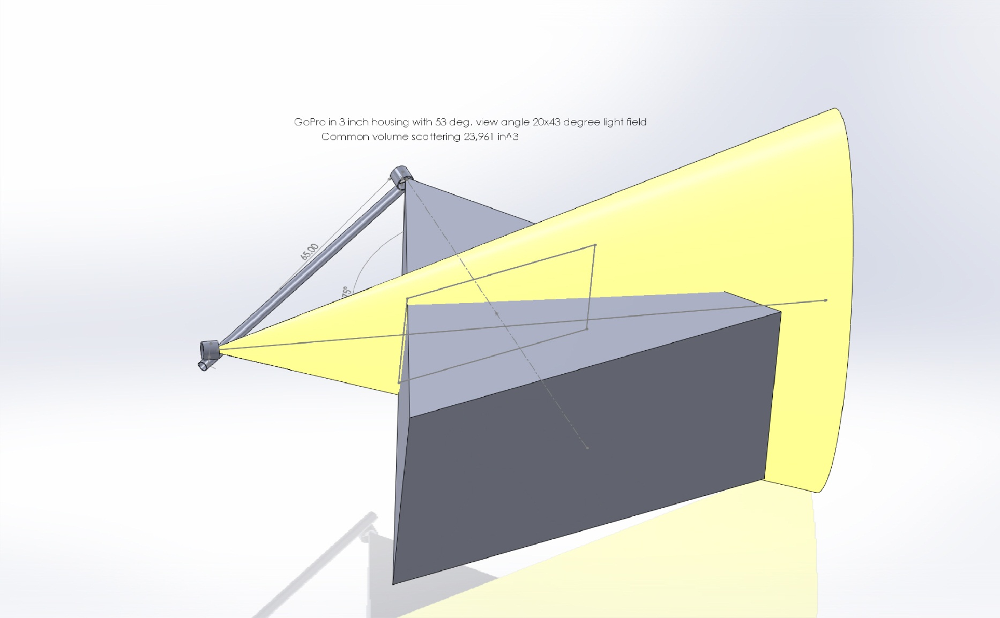 GoPro in 3 inch housing with 53 deg. view angle 20x43 degree light field
Common volume scattering 23,961 in^3
65.00
75°